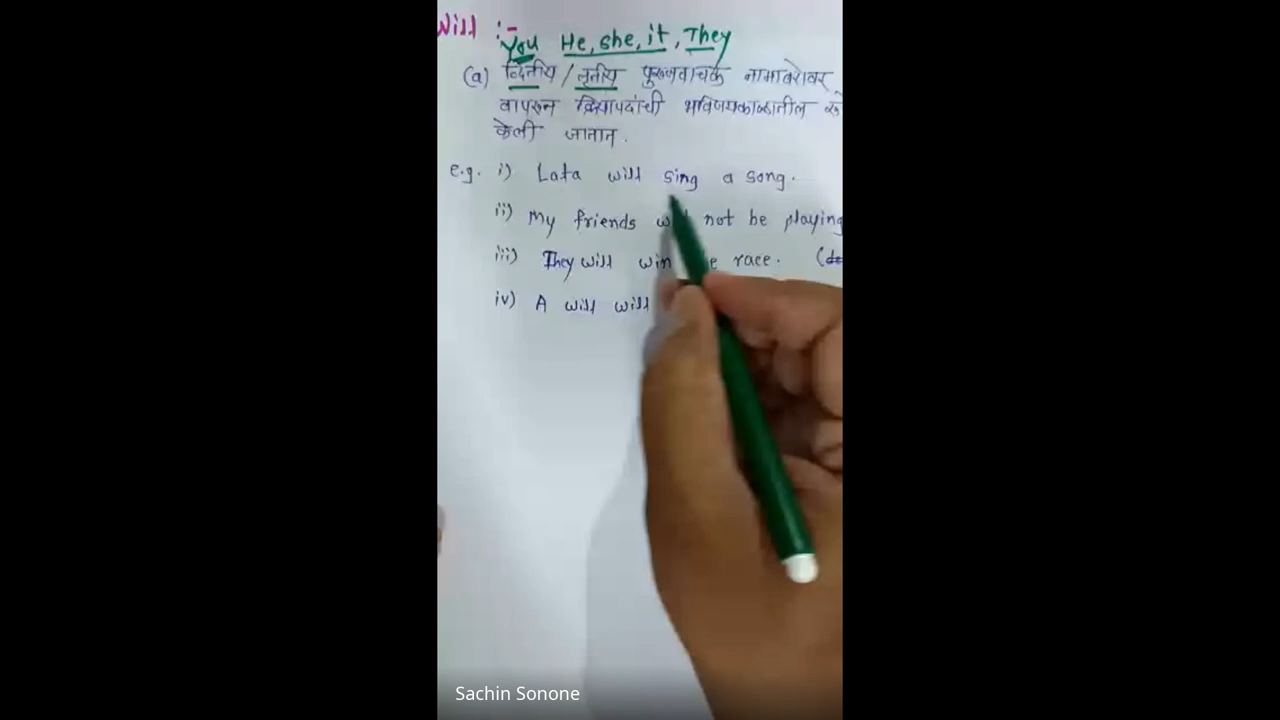 Will :-
You He, she, it, They
(a) द्वितीय / तृतीय पुरूषवाचक नामाबरोबर
वापरून क्रियापदांची भविष्यकाळातील
केली जातात.
e.g. i) Lata will sing a song.
ii) My friends will not be playing
iii) They will win race.
iv) A will will
Sachin Sonone